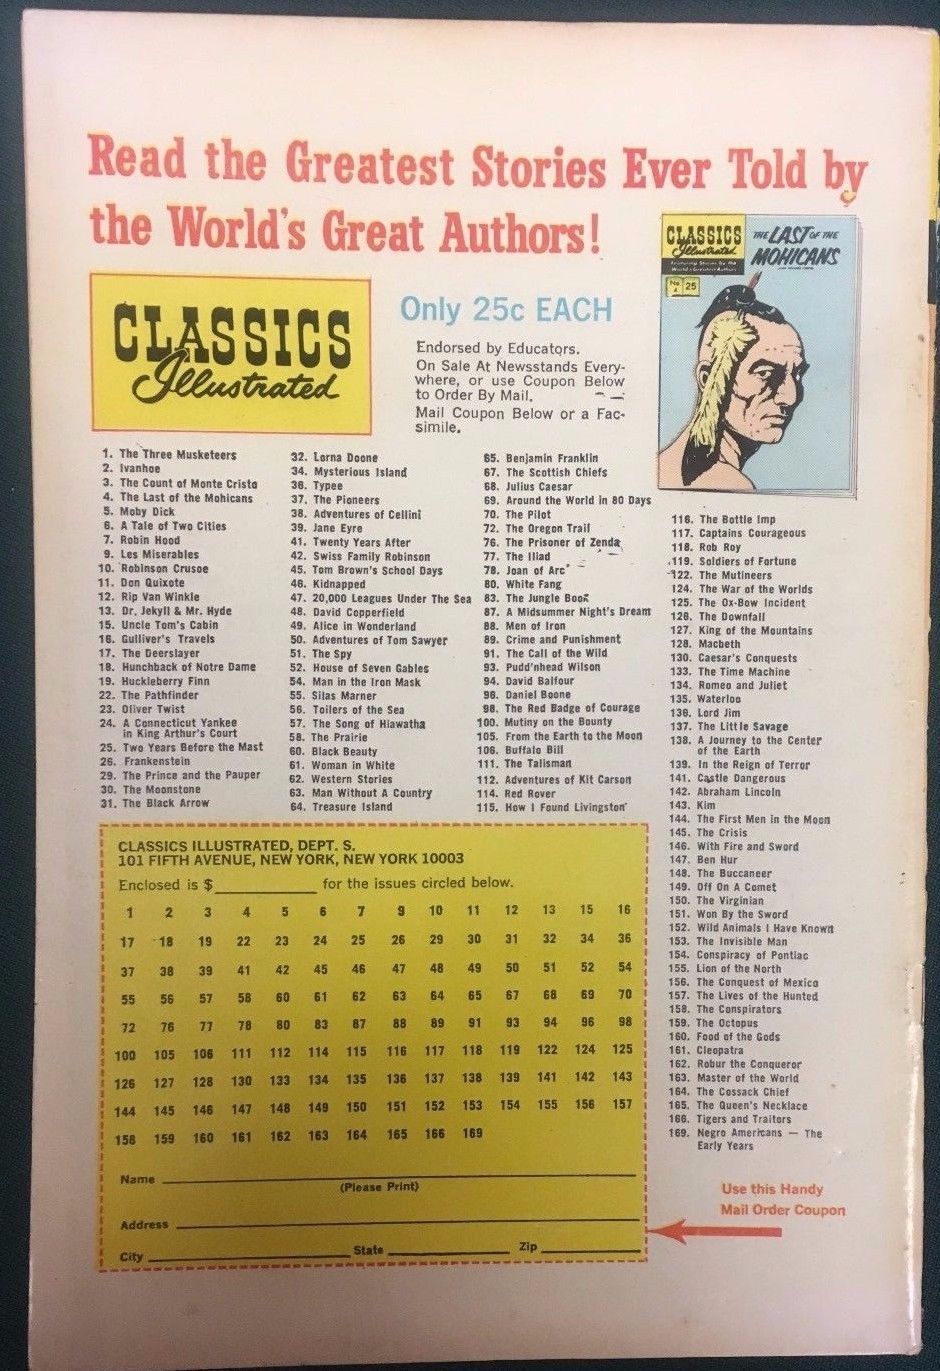 Read the Greatest Stories Ever Told by
the World's Great Authors!
CLASSICS
Illustrated
Only 25c EACH
Endorsed by Educators.
On Sale At Newsstands Every-
where, or use Coupon Below
to Order By Mail.
Mail Coupon Below or a Fac-
simile.
CLASSICS
Illustrated
Featuring Stories by the
World's Greatest Authors
No. 4
25
THE LAST OF THE
MOHICANS
1. The Three Musketeers
2. Ivanhoe
3. The Count of Monte Cristo
4. The Last of the Mohicans
5. Moby Dick
6. A Tale of Two Cities
7. Robin Hood
9. Les Miserables
10. Robinson Crusoe
11. Don Quixote
12. Rip Van Winkle
13. Dr. Jekyll & Mr. Hyde
15. Uncle Tom's Cabin
16. Gulliver's Travels
17. The Deerslayer
18. Hunchback of Notre Dame
19. Huckleberry Finn
22. The Pathfinder
23. Oliver Twist
24. A Connecticut Yankee
in King Arthur's Court
25. Two Years Before the Mast
26. Frankenstein
29. The Prince and the Pauper
30. The Moonstone
31. The Black Arrow
32. Lorna Doone
34. Mysterious Island
36. Typee
37. The Pioneers
38. Adventures of Cellini
39. Jane Eyre
41. Twenty Years After
42. Swiss Family Robinson
45. Tom Brown's School Days
46. Kidnapped
47. 20,000 Leagues Under The Sea
48. David Copperfield
49. Alice in Wonderland
50. Adventures of Tom Sawyer
51. The Spy
52. House of Seven Gables
54. Man in the Iron Mask
55. Silas Marner
56. Toilers of the Sea
57. The Song of Hiawatha
58. The Prairie
60. Black Beauty
61. Woman in White
62. Western Stories
63. Man Without A Country
64. Treasure Island
65. Benjamin Franklin
67. The Scottish Chiefs
68. Julius Caesar
69. Around the World in 80 Days
70. The Pilot
72. The Oregon Trail
76. The Prisoner of Zenda
77. The Iliad
78. Joan of Arc
80. White Fang
83. The Jungle Book
87. A Midsummer Night's Dream
88. Men of Iron
89. Crime and Punishment
91. The Call of the Wild
93. Pudd'nhead Wilson
94. David Balfour
96. Daniel Boone
98. The Red Badge of Courage
100. Mutiny on the Bounty
105. From the Earth to the Moon
106. Buffalo Bill
111. The Talisman
112. Adventures of Kit Carson
114. Red Rover
115. How I Found Livingston
116. The Bottle Imp
117. Captains Courageous
118. Rob Roy
119. Soldiers of Fortune
122. The Mutineers
124. The War of the Worlds
125. The Ox-Bow Incident
126. The Downfall
127. King of the Mountains
128. Macbeth
130. Caesar's Conquests
133. The Time Machine
134. Romeo and Juliet
135. Waterloo
136. Lord Jim
137. The Little Savage
138. A Journey to the Center
of the Earth
139. In the Reign of Terror
141. Castle Dangerous
142. Abraham Lincoln
143. Kim
144. The First Men in the Moon
145. The Crisis
146. With Fire and Sword
147. Ben Hur
148. The Buccaneer
149. Off On A Comet
150. The Virginian
151. Won By the Sword
152. Wild Animals I Have Known
153. The Invisible Man
154. Conspiracy of Pontiac
155. Lion of the North
156. The Conquest of Mexico
157. The Lives of the Hunted
158. The Conspirators
159. The Octopus
160. Food of the Gods
161. Cleopatra
162. Robur the Conqueror
163. Master of the World
164. The Cossack Chief
165. The Queen's Necklace
166. Tigers and Traitors
169. Negro Americans — The
Early Years
CLASSICS ILLUSTRATED, DEPT. S.
101 FIFTH AVENUE, NEW YORK, NEW YORK 10003
Enclosed is $ for the issues circled below.
1 2 3 4 5 6 7 9 10 11 12 13 15 16
17 18 19 22 23 24 25 26 29 30 31 32 34 36
37 38 39 41 42 45 46 47 48 49 50 51 52 54
55 56 57 58 60 61 62 63 64 65 67 68 69 70
72 76 77 78 80 83 87 88 89 91 93 94 96 98
100 105 106 111 112 114 115 116 117 118 119 122 124 125
126 127 128 130 133 134 135 136 137 138 139 141 142 143
144 145 146 147 148 149 150 151 152 153 154 155 156 157
158 159 160 161 162 163 164 165 166 169
Name
(Please Print)
Address
City State Zip
Use this Handy
Mail Order Coupon